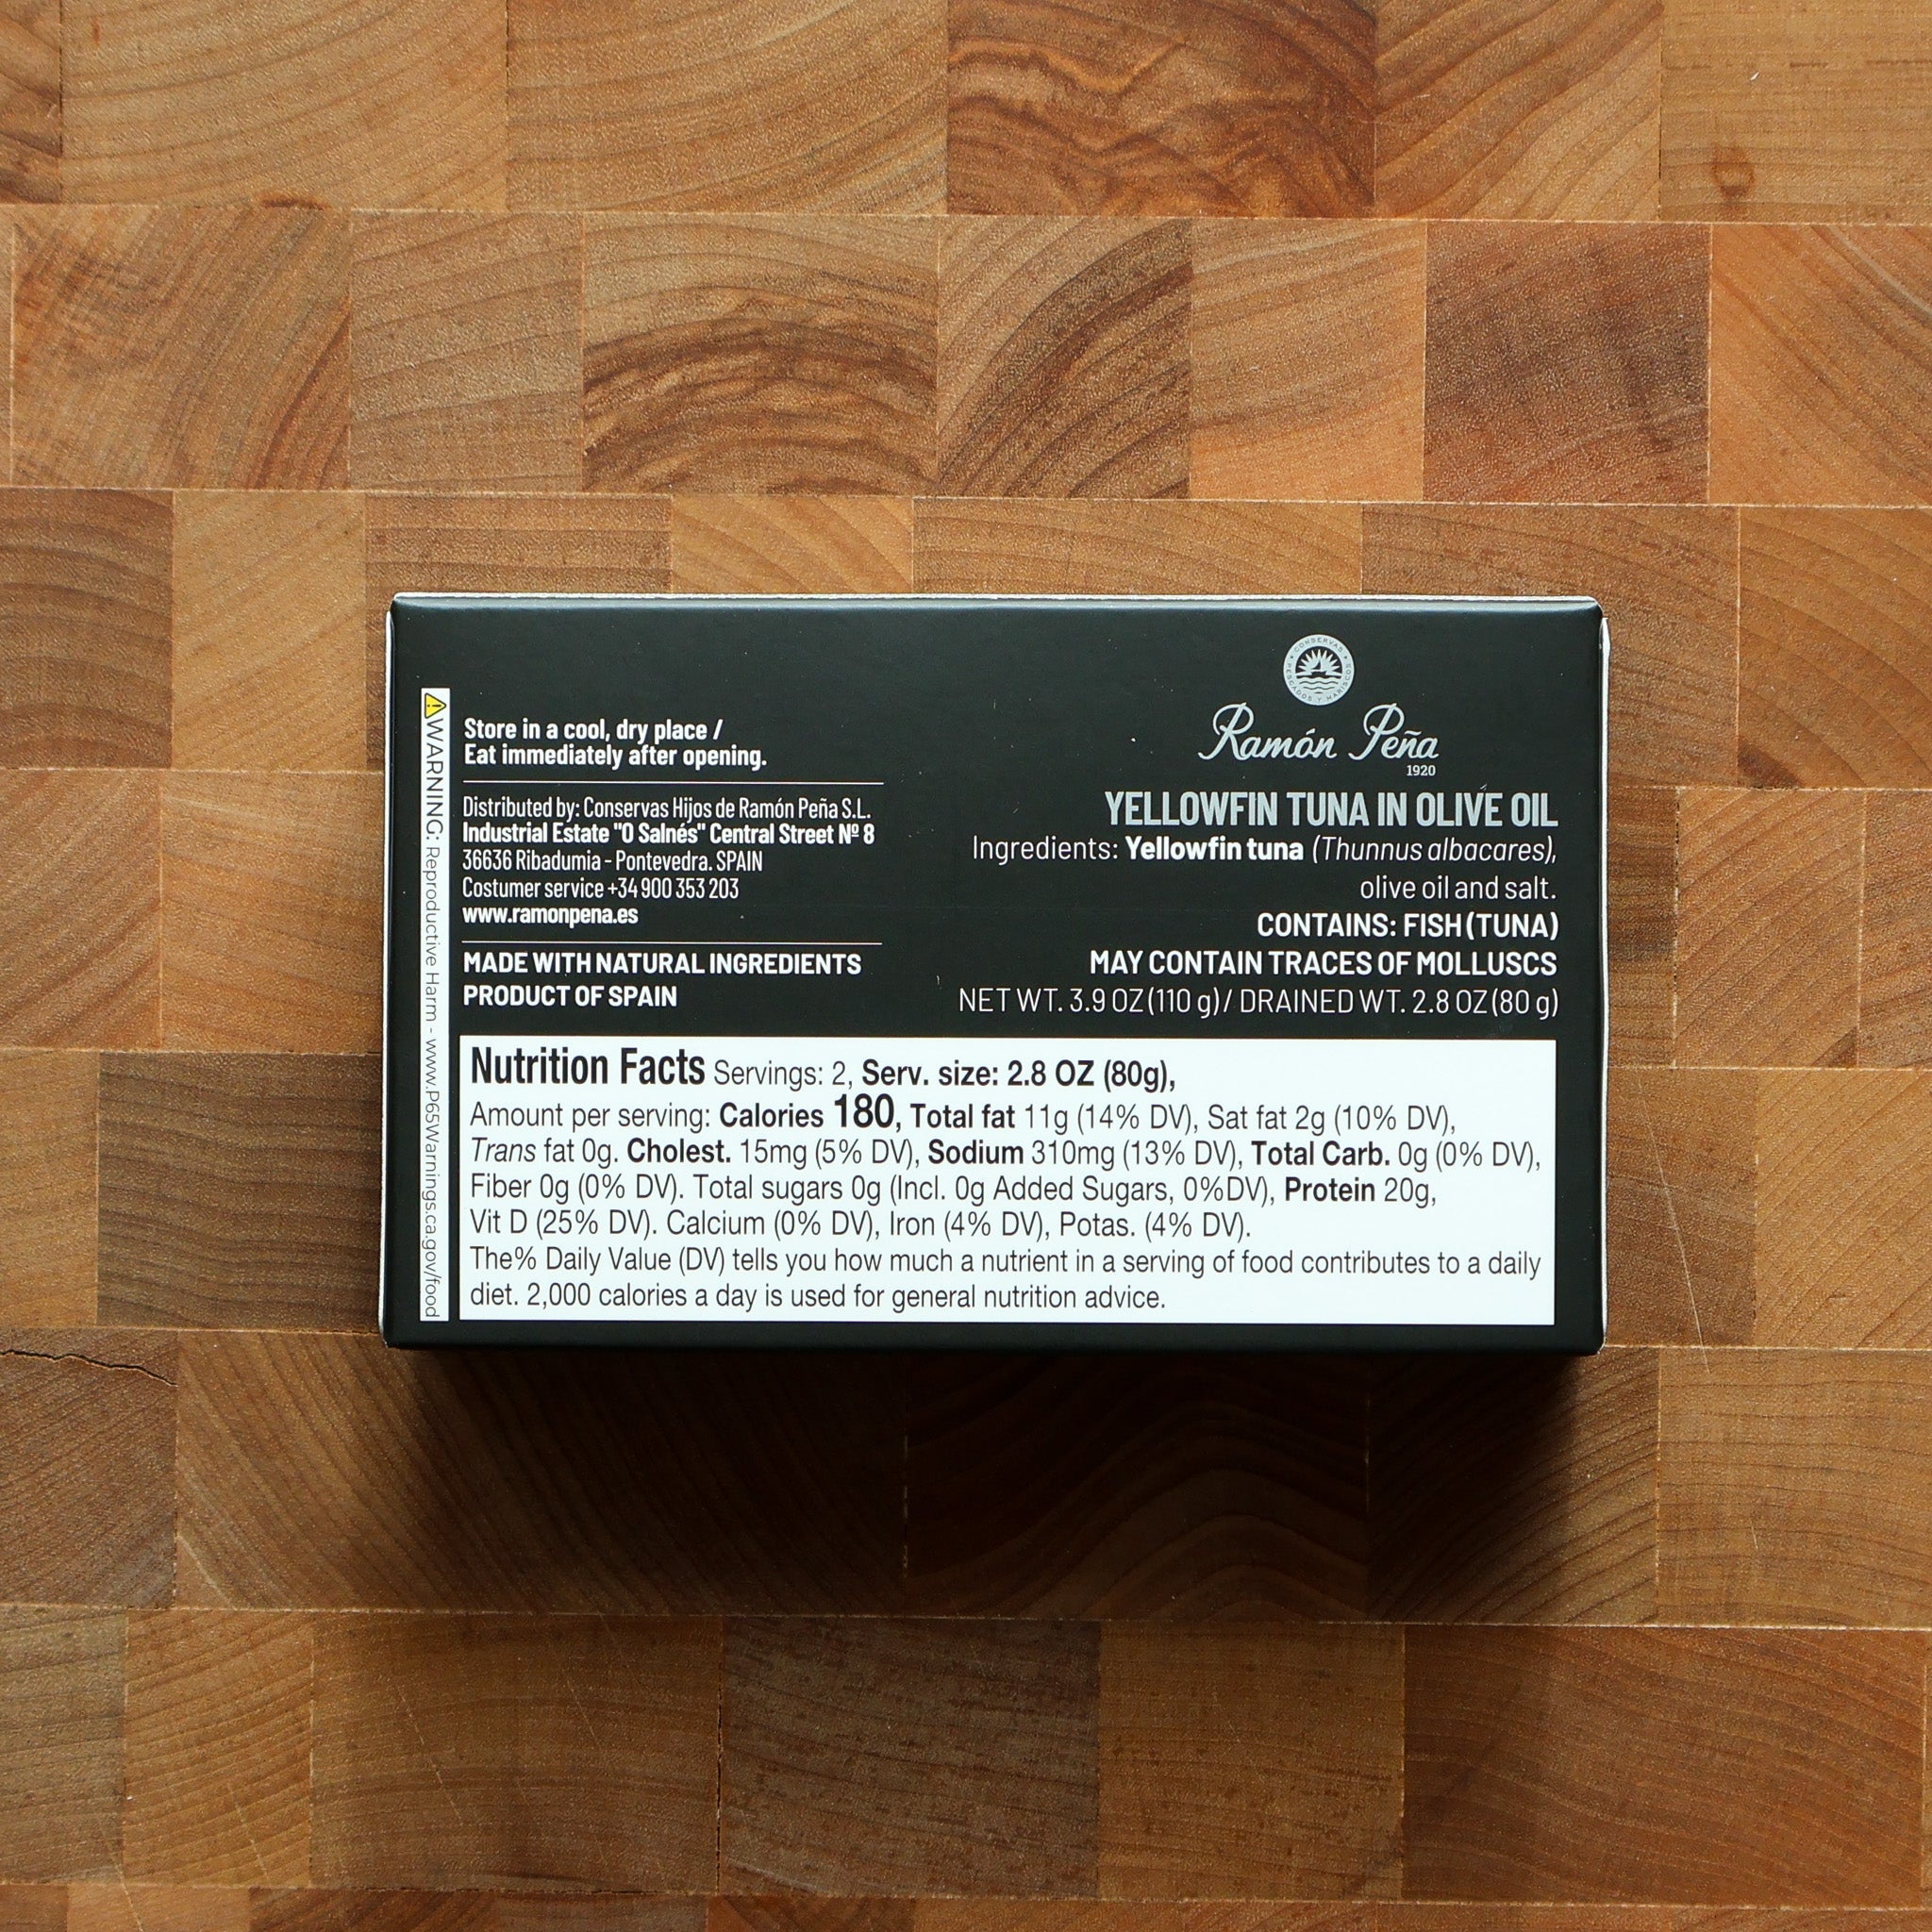 ⚠WARNING: Reproductive Harm - www.P65Warnings.ca.gov/food
Store in a cool, dry place /
Eat immediately after opening.
Distributed by: Conservas Hijos de Ramón Peña S.L.
Industrial Estate "O Salnés" Central Street Nº 8
36636 Ribadumia - Pontevedra. SPAIN
Costumer service +34 900 353 203
www.ramonpena.es
MADE WITH NATURAL INGREDIENTS
PRODUCT OF SPAIN
CONSERVAS
PESCADOS Y MARISCOS
Ramón Peña
1920
YELLOWFIN TUNA IN OLIVE OIL
Ingredients: Yellowfin tuna (Thunnus albacares),
olive oil and salt.
CONTAINS: FISH (TUNA)
MAY CONTAIN TRACES OF MOLLUSCS
NET WT. 3.9 OZ (110 g) / DRAINED WT. 2.8 OZ (80 g)
Nutrition Facts Servings: 2, Serv. size: 2.8 OZ (80g),
Amount per serving: Calories 180, Total fat 11g (14% DV), Sat fat 2g (10% DV),
Trans fat 0g. Cholest. 15mg (5% DV), Sodium 310mg (13% DV), Total Carb. 0g (0% DV),
Fiber 0g (0% DV). Total sugars 0g (Incl. 0g Added Sugars, 0%DV), Protein 20g,
Vit D (25% DV). Calcium (0% DV), Iron (4% DV), Potas. (4% DV).
The% Daily Value (DV) tells you how much a nutrient in a serving of food contributes to a daily
diet. 2,000 calories a day is used for general nutrition advice.